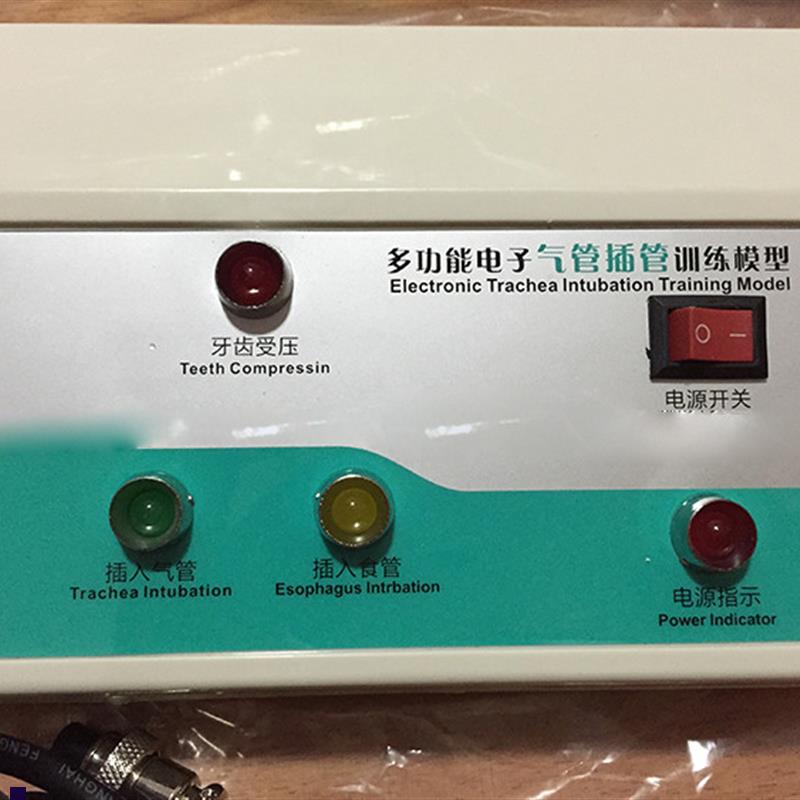 多功能电子气管插管训练模型
Electronic Trachea Intubation Training Model
牙齿受压
Teeth Compressin
电源开关
插入气管
Trachea Intubation
插入食管
Esophagus Intrbation
电源指示
Power Indicator
FENG
GHAI